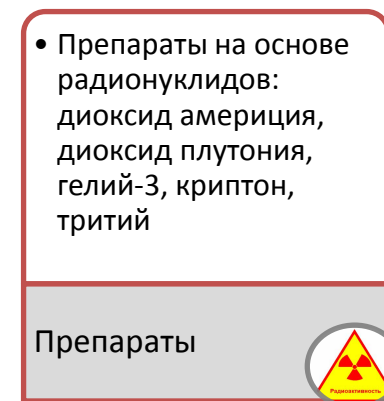 • Препараты на основе
радионуклидов:
диоксид америция,
диоксид плутония,
гелий-3, криптон,
тритий
Препараты
Радиоактивность